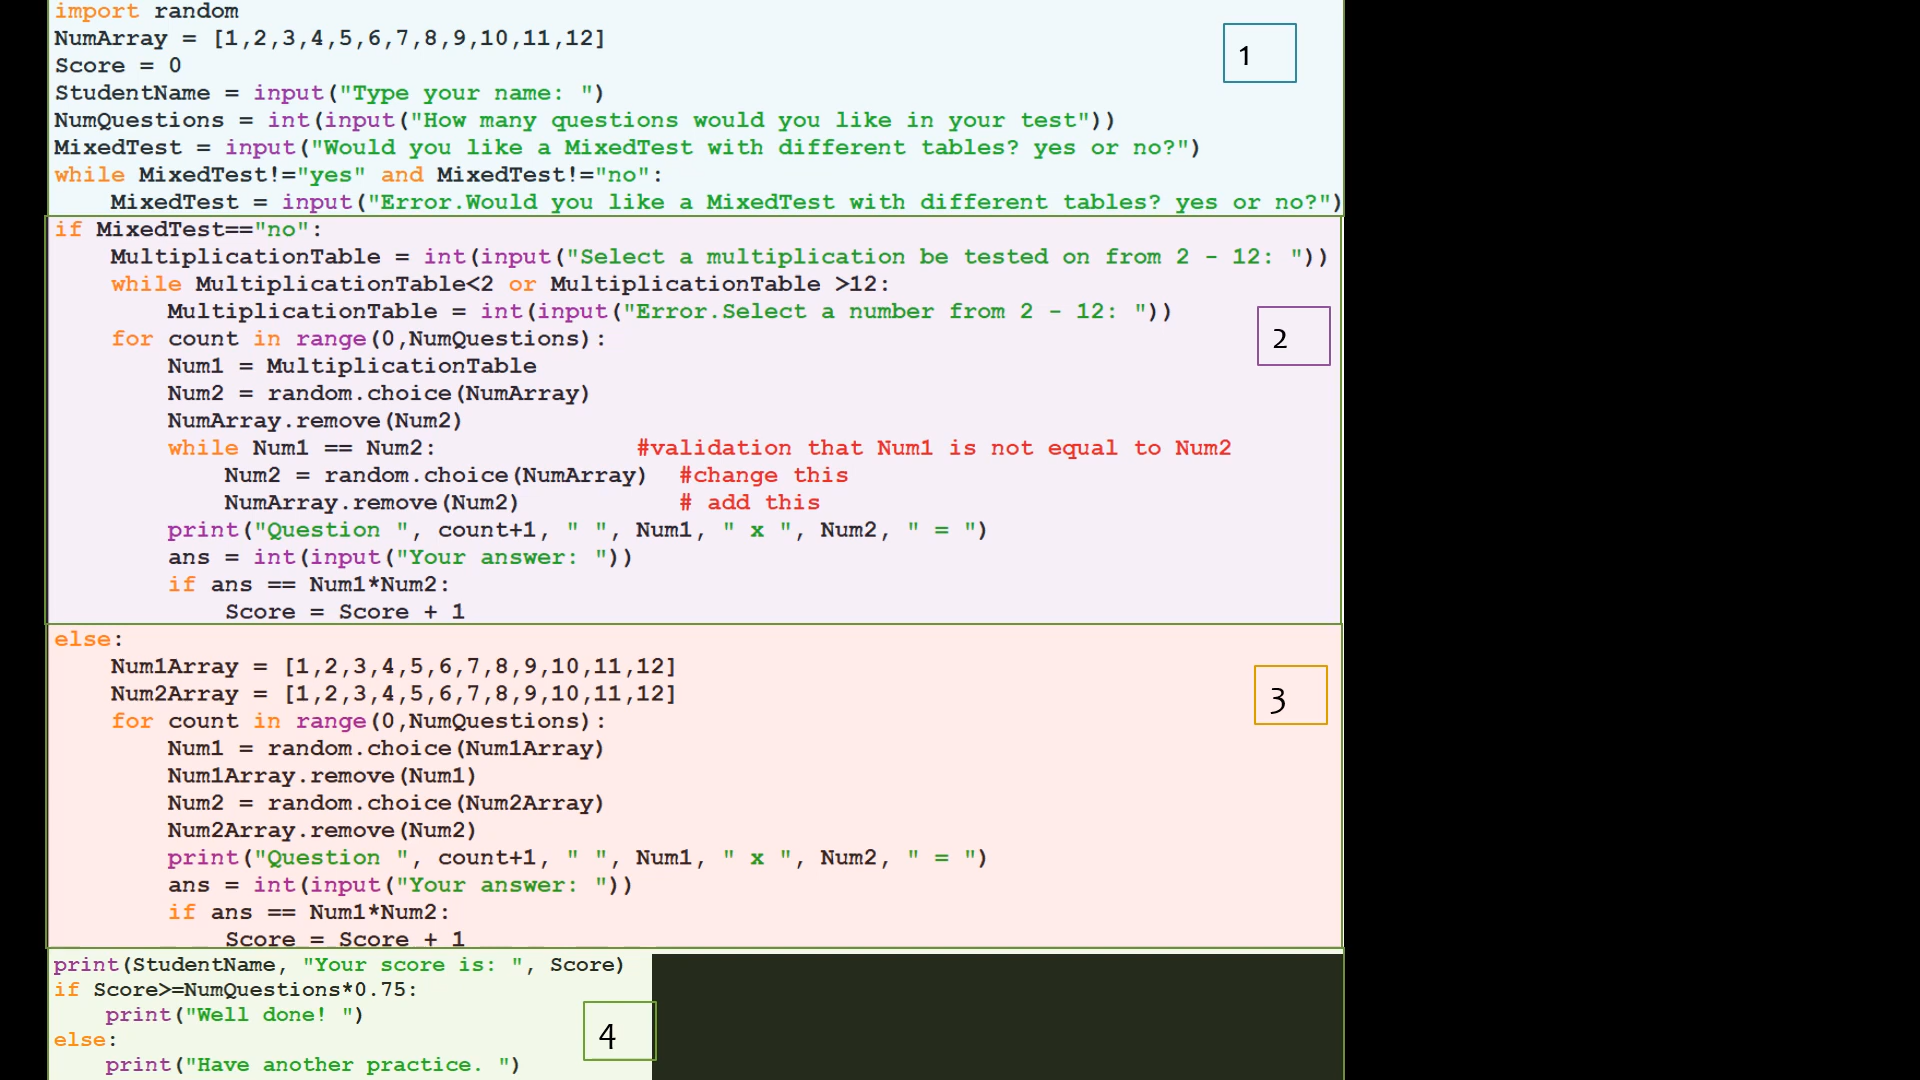 import random
NumArray = [1,2,3,4,5,6,7,8,9,10,11,12]
1
Score = 0
StudentName = input("Type your name: ")
NumQuestions = int(input("How many questions would you like in your test"))
MixedTest = input("Would you like a MixedTest with different tables? yes or no?")
while MixedTest!="yes" and MixedTest!="no":
    MixedTest = input("Error.Would you like a MixedTest with different tables? yes or no?")
if MixedTest=="no":
    MultiplicationTable = int(input("Select a multiplication be tested on from 2 - 12: "))
    while MultiplicationTable<2 or MultiplicationTable >12:
        MultiplicationTable = int(input("Error.Select a number from 2 - 12: "))
    for count in range(0,NumQuestions):
2
        Num1 = MultiplicationTable
        Num2 = random.choice(NumArray)
        NumArray.remove(Num2)
        while Num1 == Num2:              #validation that Num1 is not equal to Num2
            Num2 = random.choice(NumArray)  #change this
            NumArray.remove(Num2)           # add this
        print("Question ", count+1, " ", Num1, " x ", Num2, " = ")
        ans = int(input("Your answer: "))
        if ans == Num1*Num2:
            Score = Score + 1
else:
    Num1Array = [1,2,3,4,5,6,7,8,9,10,11,12]
    Num2Array = [1,2,3,4,5,6,7,8,9,10,11,12]
3
    for count in range(0,NumQuestions):
        Num1 = random.choice(Num1Array)
        Num1Array.remove(Num1)
        Num2 = random.choice(Num2Array)
        Num2Array.remove(Num2)
        print("Question ", count+1, " ", Num1, " x ", Num2, " = ")
        ans = int(input("Your answer: "))
        if ans == Num1*Num2:
            Score = Score + 1
print(StudentName, "Your score is: ", Score)
if Score>=NumQuestions*0.75:
    print("Well done! ")
4
else:
    print("Have another practice. ")